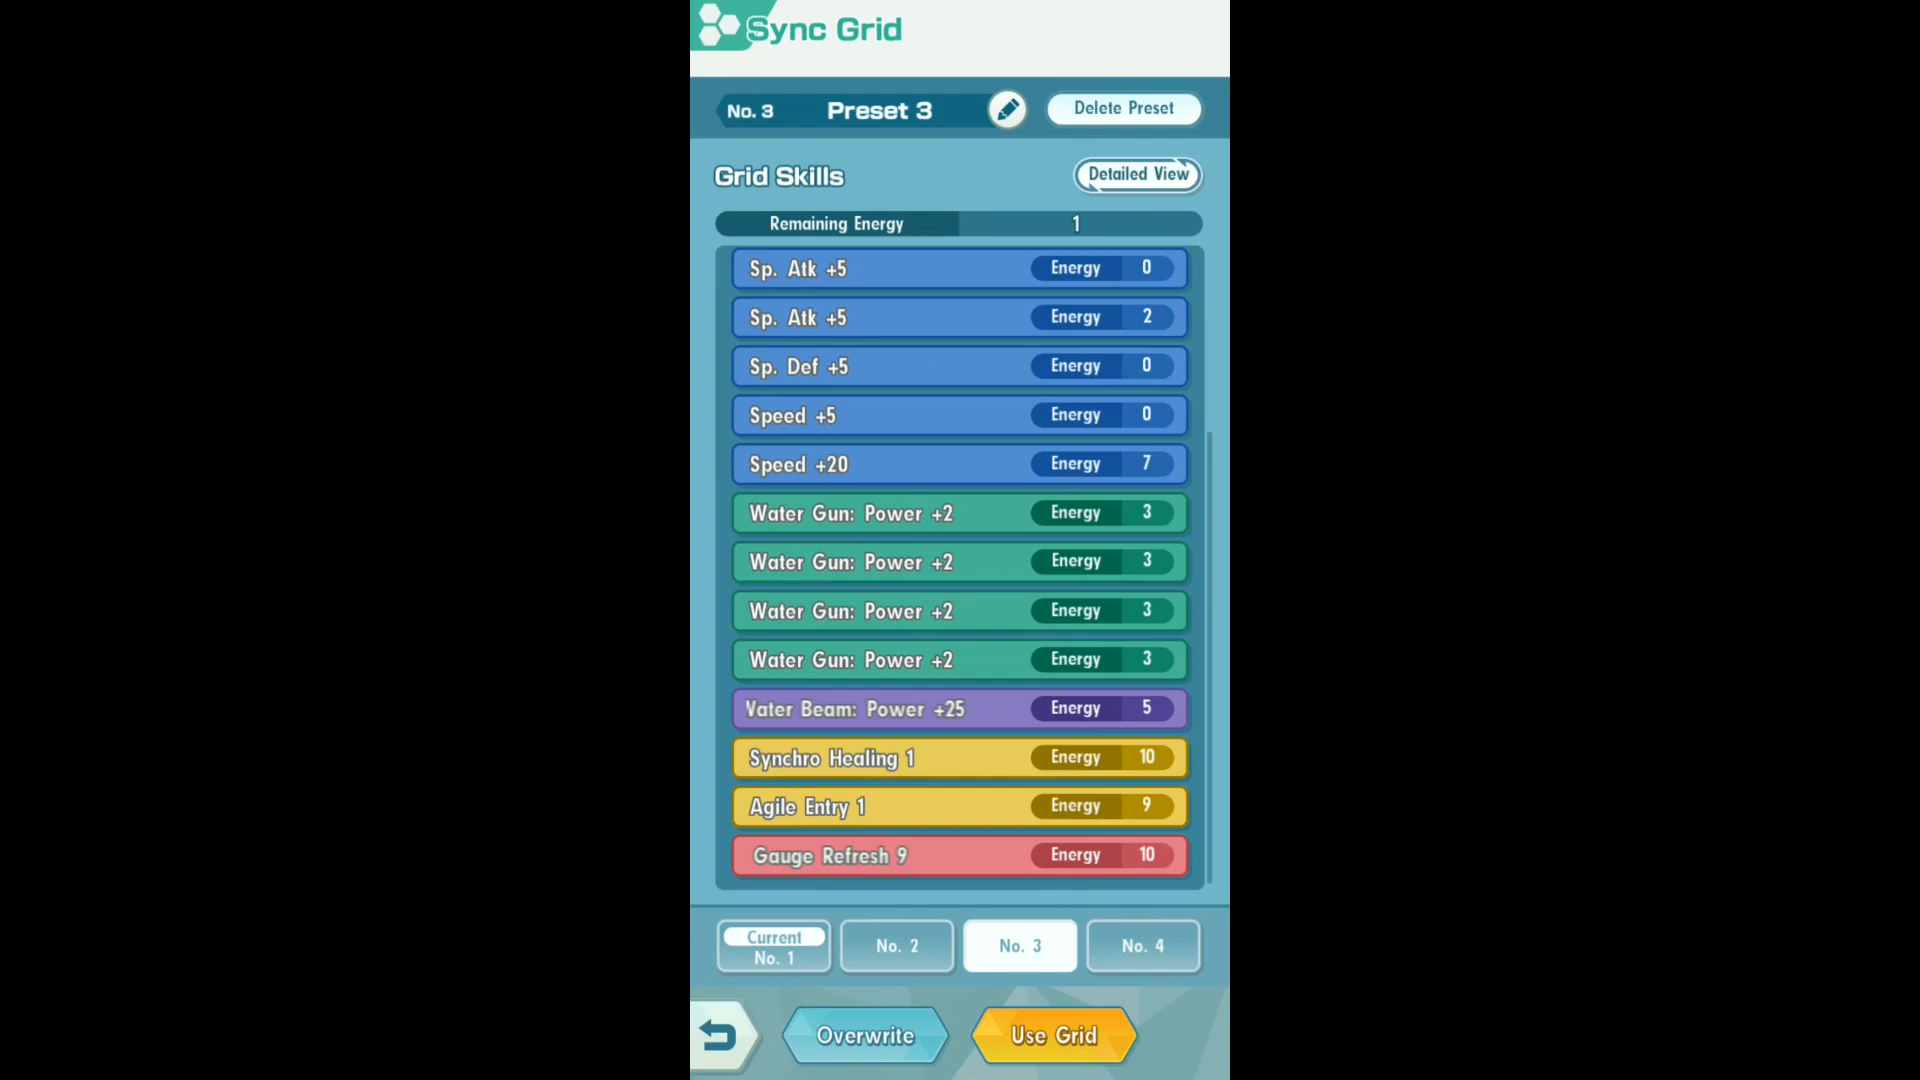 Sync Grid
No. 3 Preset 3 Delete Preset
Grid Skills Detailed View
Remaining Energy 1
Sp. Atk +5 Energy 0
Sp. Atk +5 Energy 2
Sp. Def +5 Energy 0
Speed +5 Energy 0
Speed +20 Energy 7
Water Gun: Power +2 Energy 3
Water Gun: Power +2 Energy 3
Water Gun: Power +2 Energy 3
Water Gun: Power +2 Energy 3
Vater Beam: Power +25 Energy 5
Synchro Healing 1 Energy 10
Agile Entry 1 Energy 9
Gauge Refresh 9 Energy 10
Current
No. 1 No. 2 No. 3 No. 4
Overwrite Use Grid